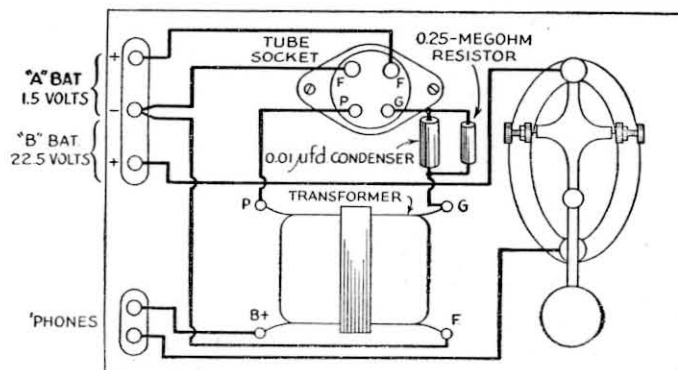 TUBE
SOCKET
0.25-MEGOHM
RESISTOR
+
"A" BAT
1.5 VOLTS
-
"B" BAT.
22.5 VOLTS
+
F
F
P
G
0.01 µfd CONDENSER
TRANSFORMER
P
G
B+
F
'PHONES